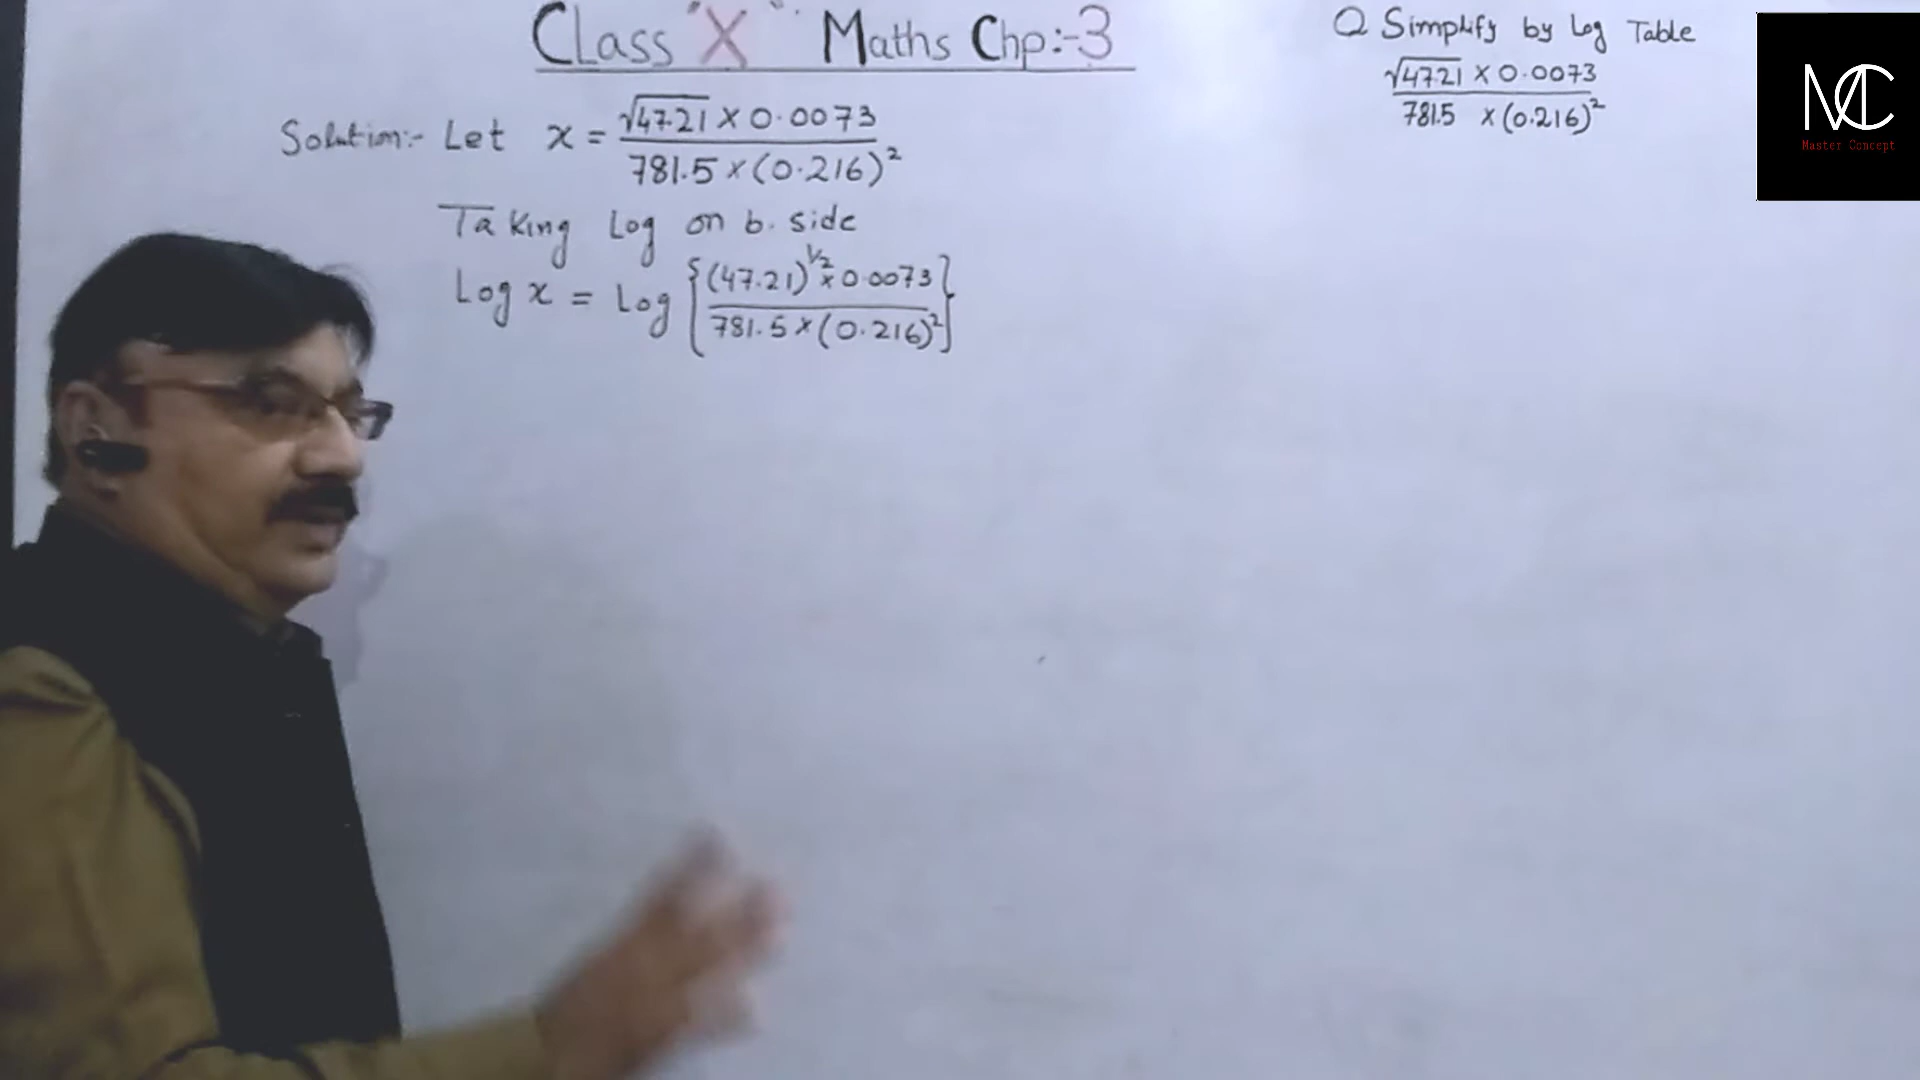 Class "X" Maths Chp:-3
Q Simplify by Log Table
√47.21 × 0.0073
781.5 × (0.216)²
MC
Master Concept
Solution:- Let x = √47.21 × 0.0073
781.5 × (0.216)²
Taking Log on b. side
Log x = Log {(47.21)^½ × 0.0073
781.5 × (0.216)²}